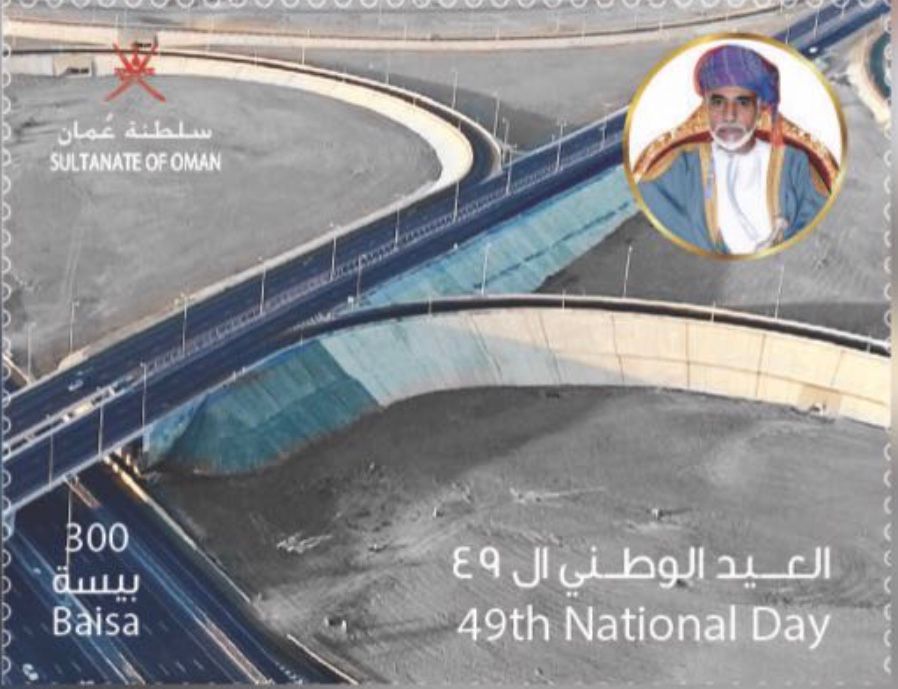 سلطنة عُمان
SULTANATE OF OMAN
300
بيسة
Baisa
العيد الوطني ال ٤٩
49th National Day